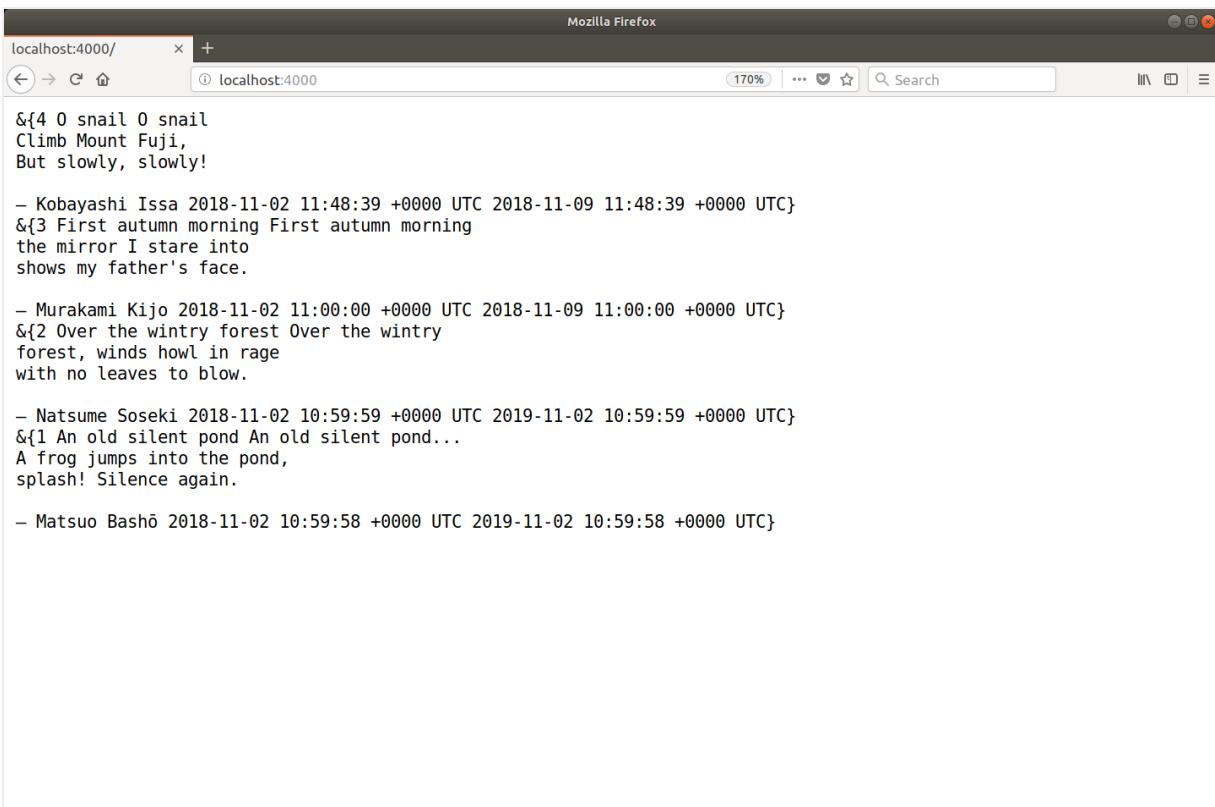 Mozilla Firefox
localhost:4000/
localhost:4000
170%
Search
&{4 O snail O snail
Climb Mount Fuji,
But slowly, slowly!
– Kobayashi Issa 2018-11-02 11:48:39 +0000 UTC 2018-11-09 11:48:39 +0000 UTC}
&{3 First autumn morning First autumn morning
the mirror I stare into
shows my father's face.
– Murakami Kijo 2018-11-02 11:00:00 +0000 UTC 2018-11-09 11:00:00 +0000 UTC}
&{2 Over the wintry forest Over the wintry
forest, winds howl in rage
with no leaves to blow.
– Natsume Soseki 2018-11-02 10:59:59 +0000 UTC 2019-11-02 10:59:59 +0000 UTC}
&{1 An old silent pond An old silent pond...
A frog jumps into the pond,
splash! Silence again.
– Matsuo Bashō 2018-11-02 10:59:58 +0000 UTC 2019-11-02 10:59:58 +0000 UTC}